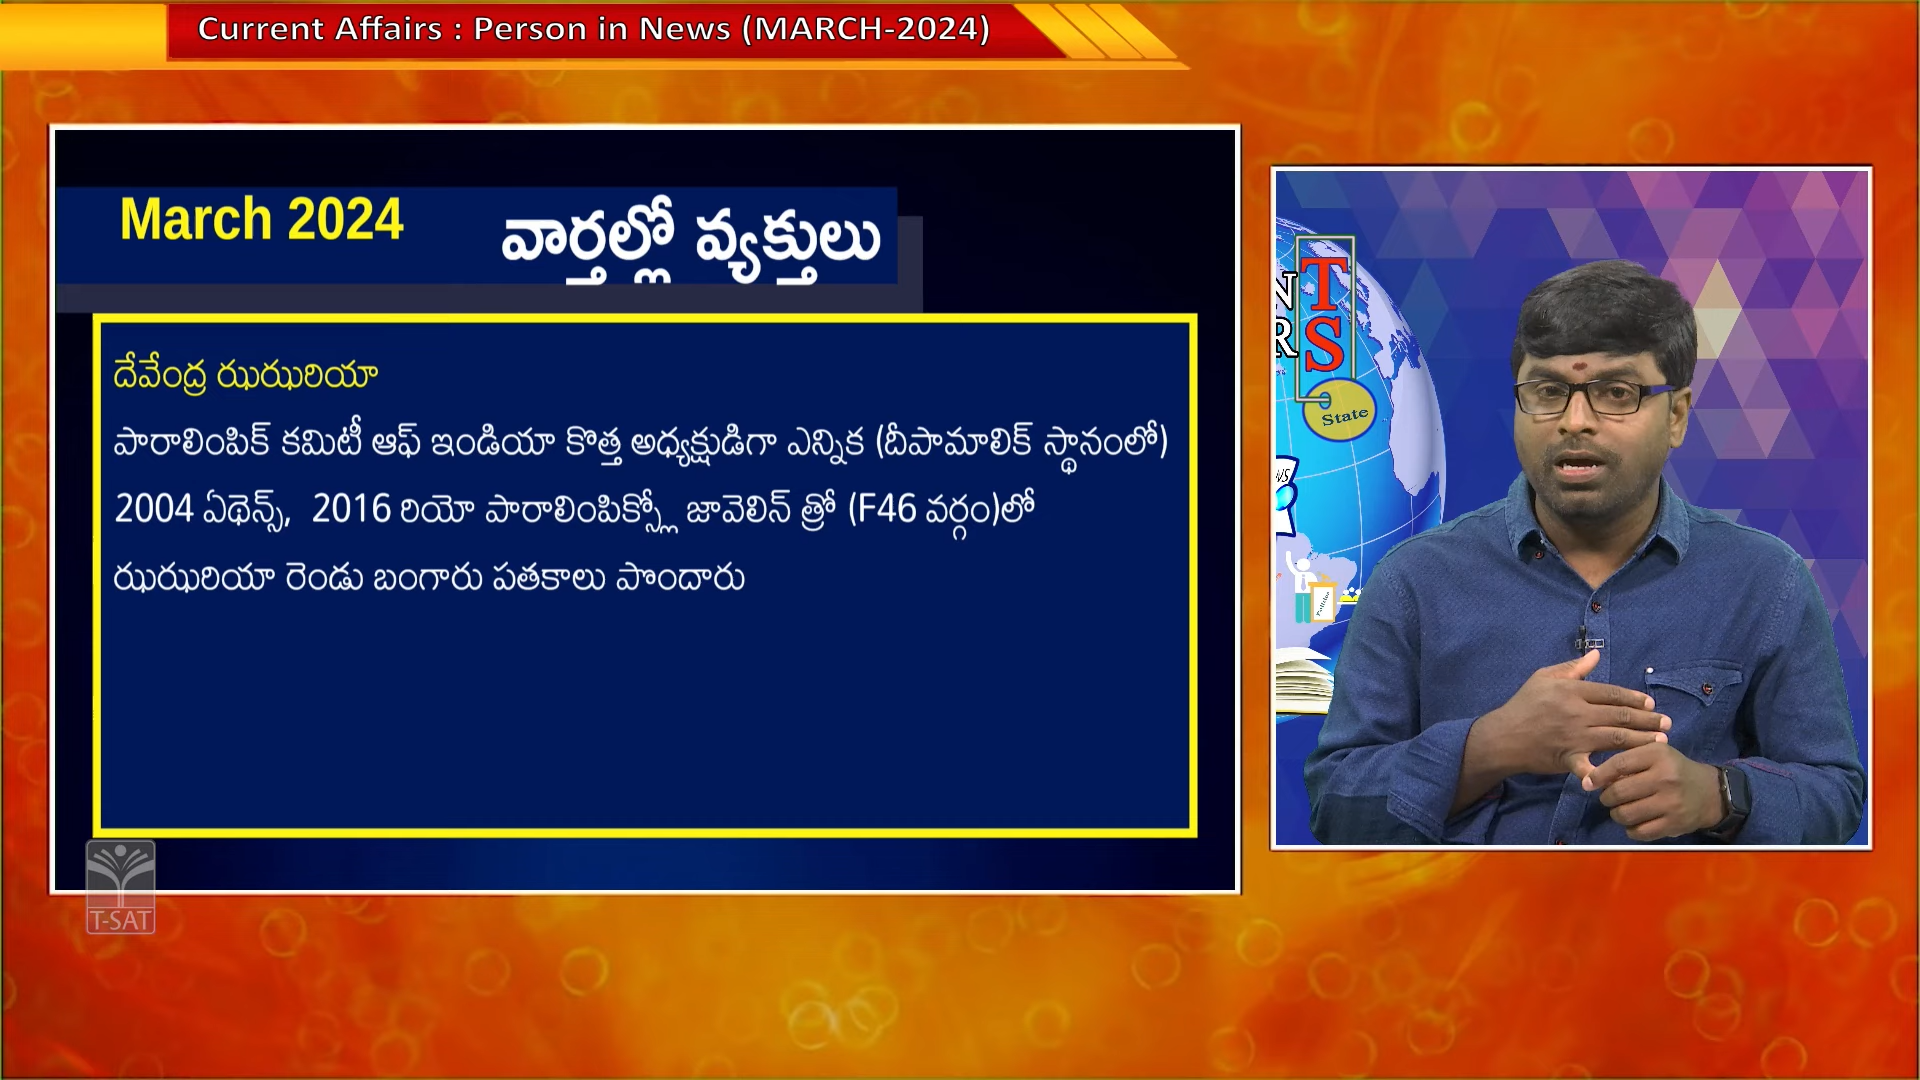 Current Affairs : Person in News (MARCH-2024)
March 2024 వార్తల్లో వ్యక్తులు
దేవేంద్ర ఝఝరియా
పారాలింపిక్ కమిటీ ఆఫ్ ఇండియా కొత్త అధ్యక్షుడిగా ఎన్నిక (దీపామాలిక్ స్థానంలో)
2004 ఏథెన్స్, 2016 రియో పారాలింపిక్స్లో జావెలిన్ త్రో (F46 వర్గం)లో
ఝఝరియా రెండు బంగారు పతకాలు పొందారు
TS
State
T-SAT